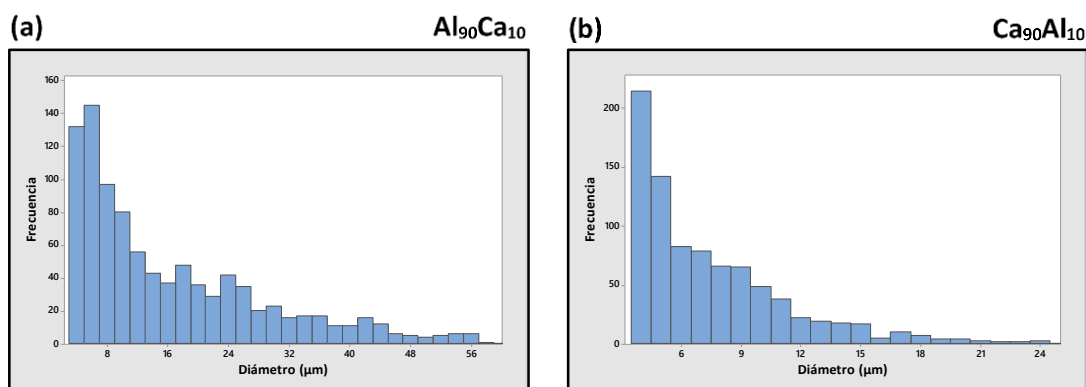 (a)
Al₉₀Ca₁₀
160
140
120
100
80
60
40
20
0
Frecuencia
8 16 24 32 40 48 56
Diámetro (µm)
(b)
Ca₉₀Al₁₀
200
150
100
50
0
Frecuencia
6 9 12 15 18 21 24
Diámetro (µm)